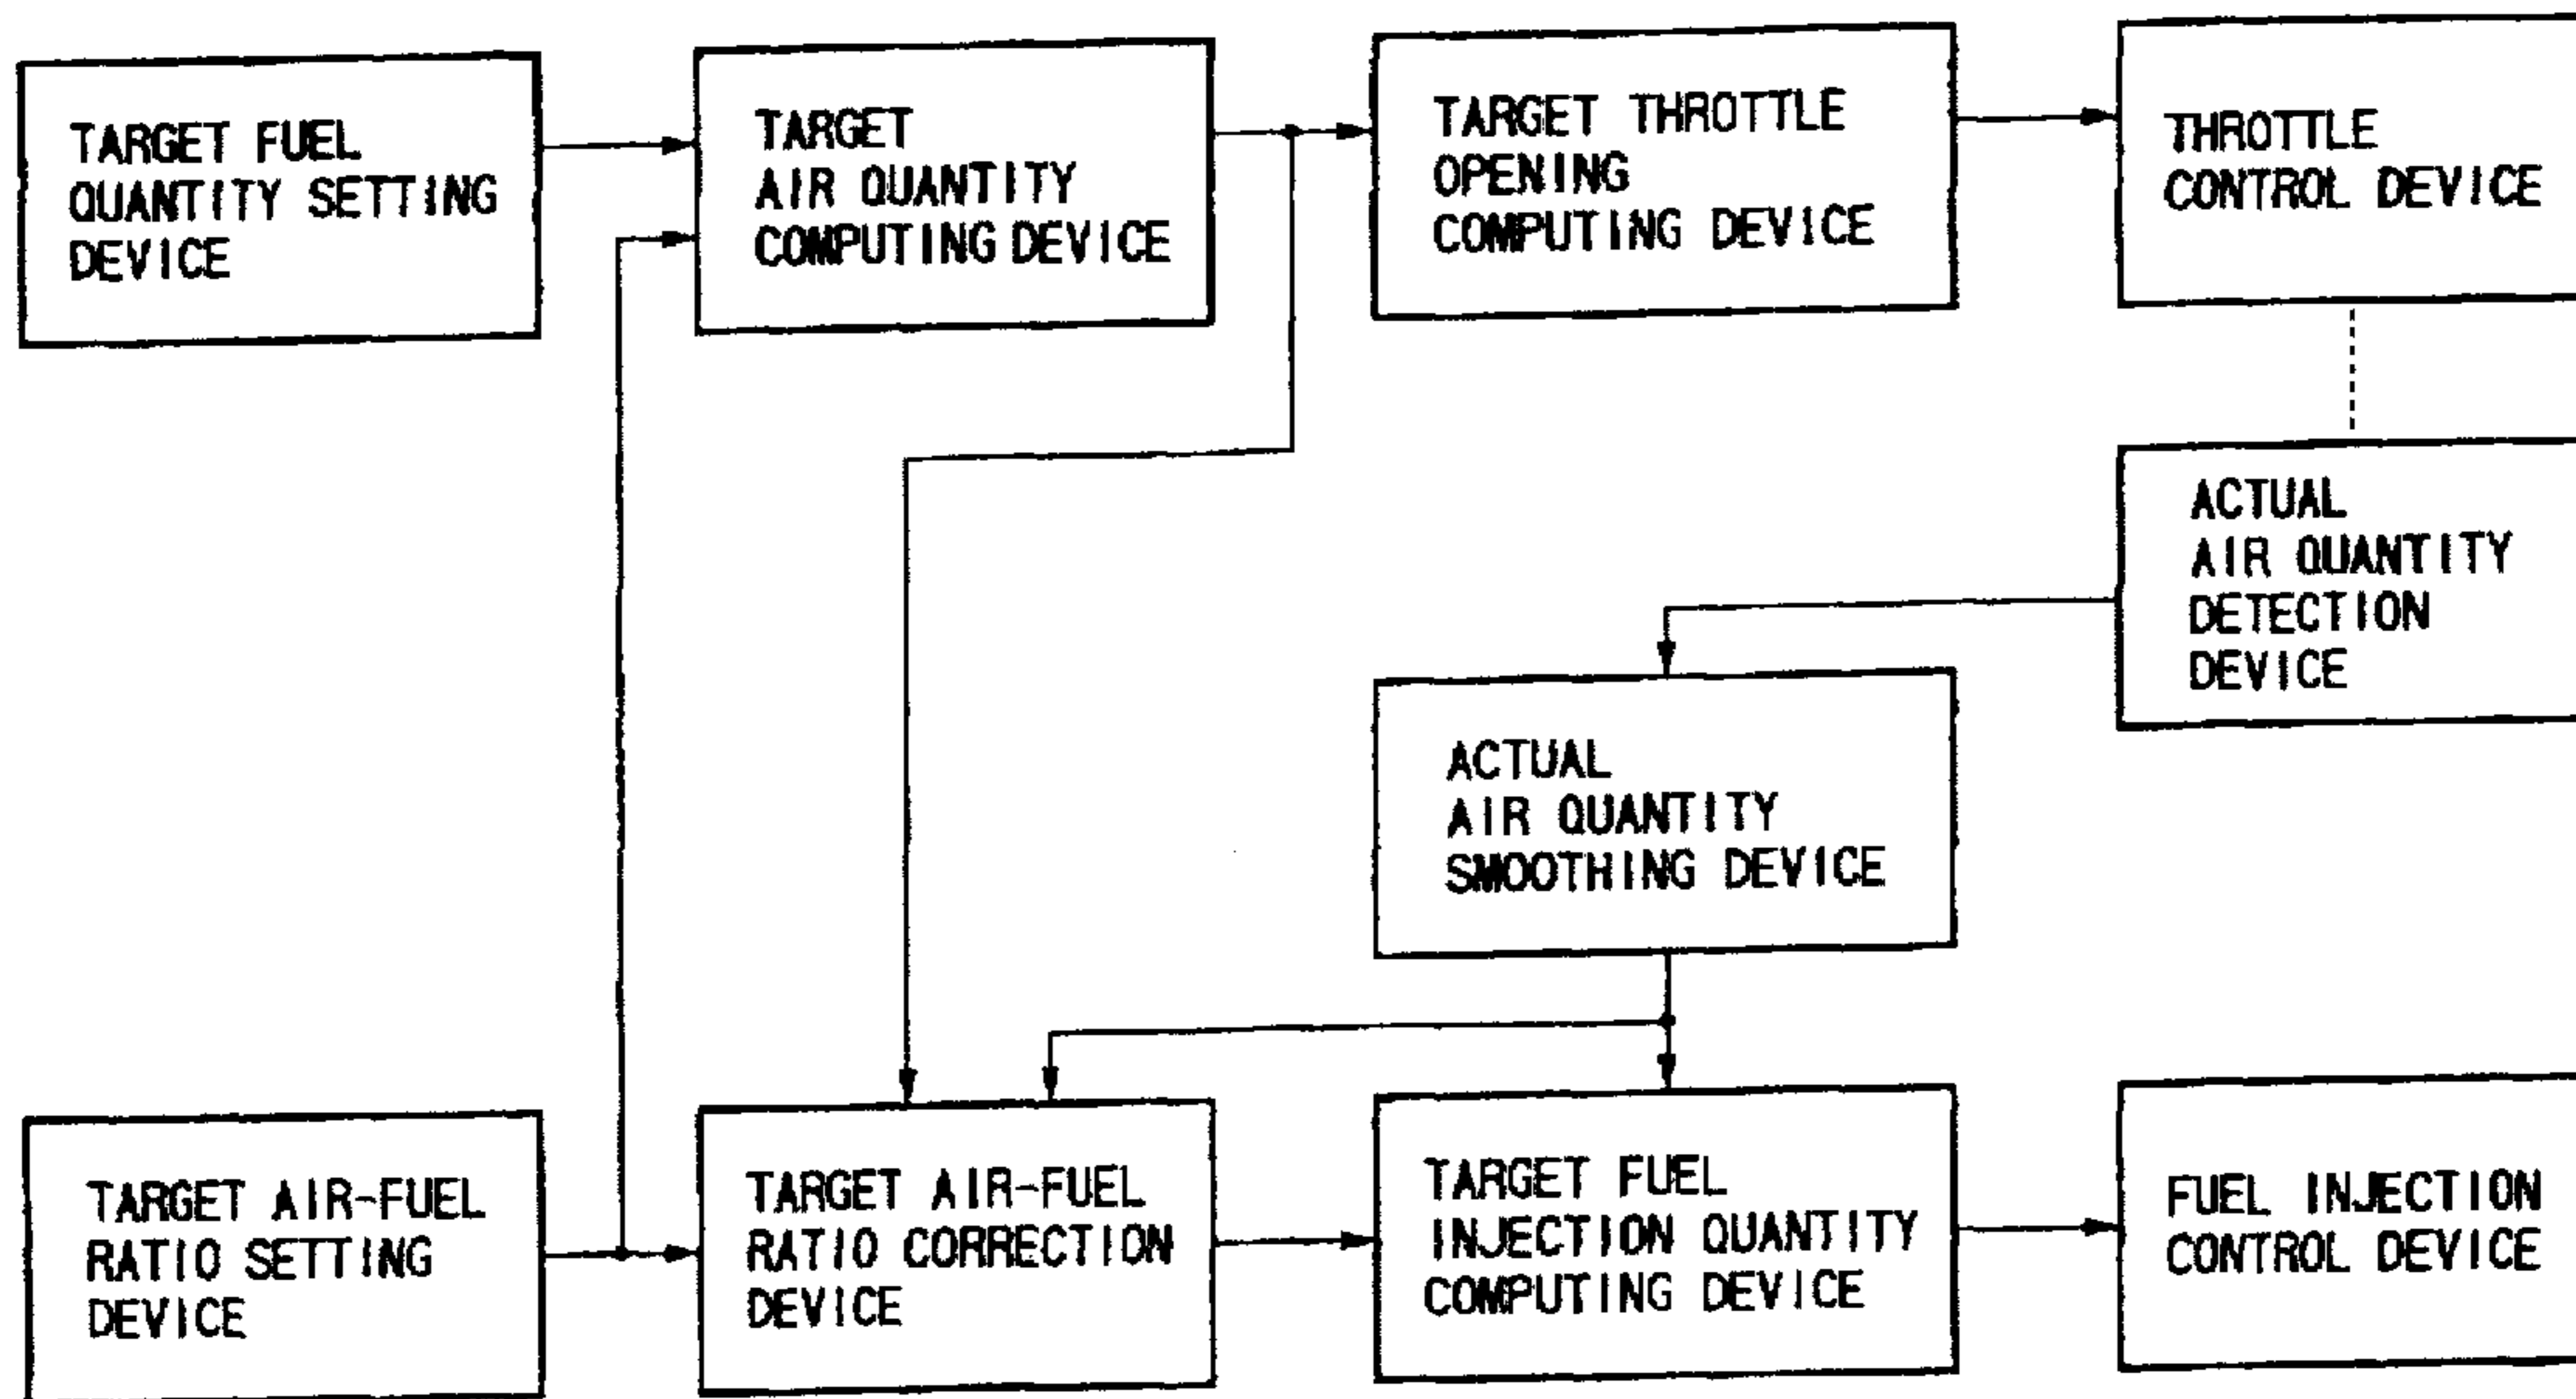 TARGET FUEL
QUANTITY SETTING
DEVICE
TARGET
AIR QUANTITY
COMPUTING DEVICE
TARGET THROTTLE
OPENING
COMPUTING DEVICE
THROTTLE
CONTROL DEVICE
ACTUAL
AIR QUANTITY
DETECTION
DEVICE
ACTUAL
AIR QUANTITY
SMOOTHING DEVICE
TARGET AIR-FUEL
RATIO SETTING
DEVICE
TARGET AIR-FUEL
RATIO CORRECTION
DEVICE
TARGET FUEL
INJECTION QUANTITY
COMPUTING DEVICE
FUEL INJECTION
CONTROL DEVICE